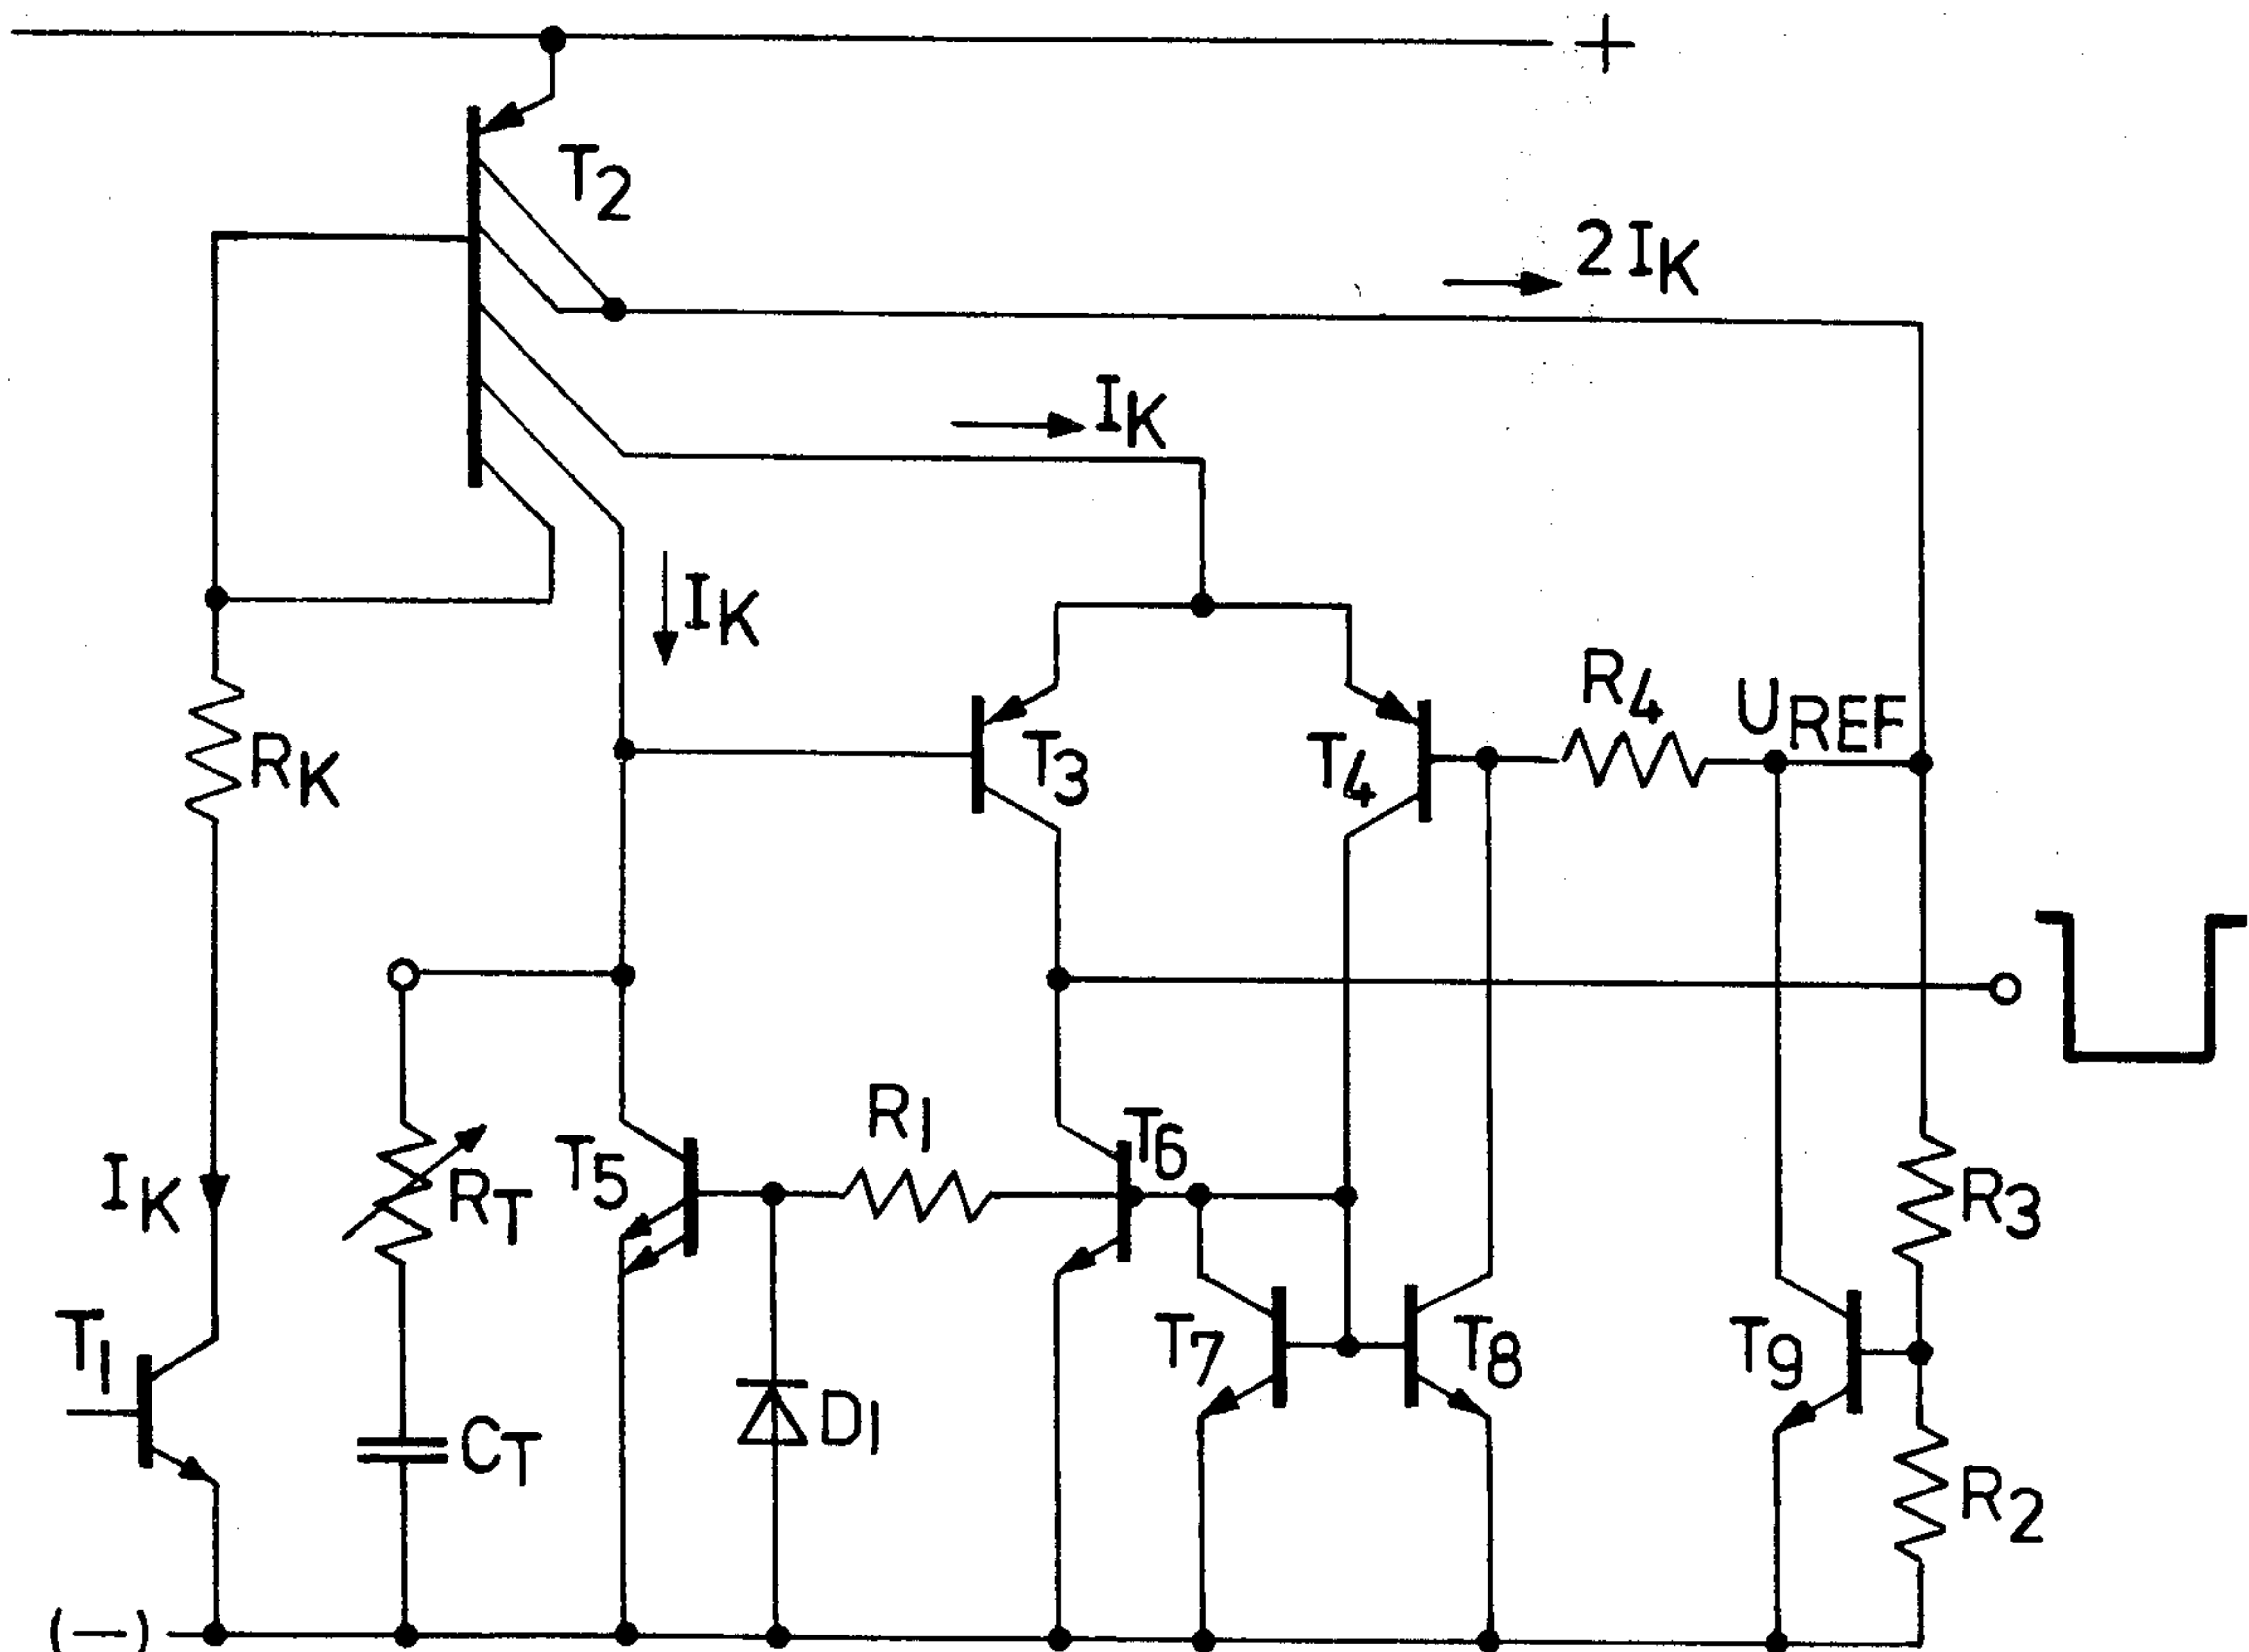 +
T2
2IK
IK
IK
R4
UREF
RK
T3
T4
R1
T6
IK
RT
T5
R3
T1
T7
T8
T9
D1
CT
R2
(—)